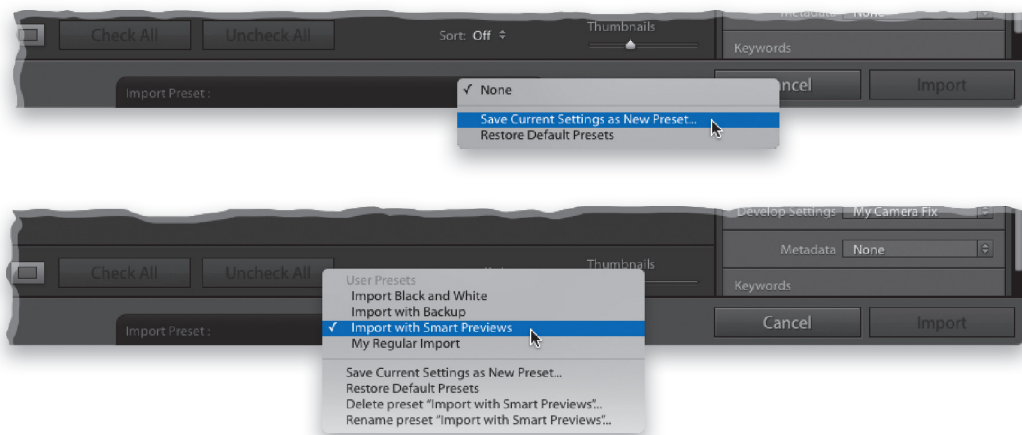 Metadata None
Check All Uncheck All Sort: Off Thumbnails
Keywords
Import Preset :
✓ None
Save Current Settings as New Preset...
Restore Default Presets
ncel Import
Develop Settings My Camera Fix
Metadata None
Check All Uncheck All Thumbnails
Keywords
Import Preset :
User Presets
Import Black and White
Import with Backup
✓ Import with Smart Previews
My Regular Import
Save Current Settings as New Preset...
Restore Default Presets
Delete preset “Import with Smart Previews”...
Rename preset “Import with Smart Previews”...
Cancel Import